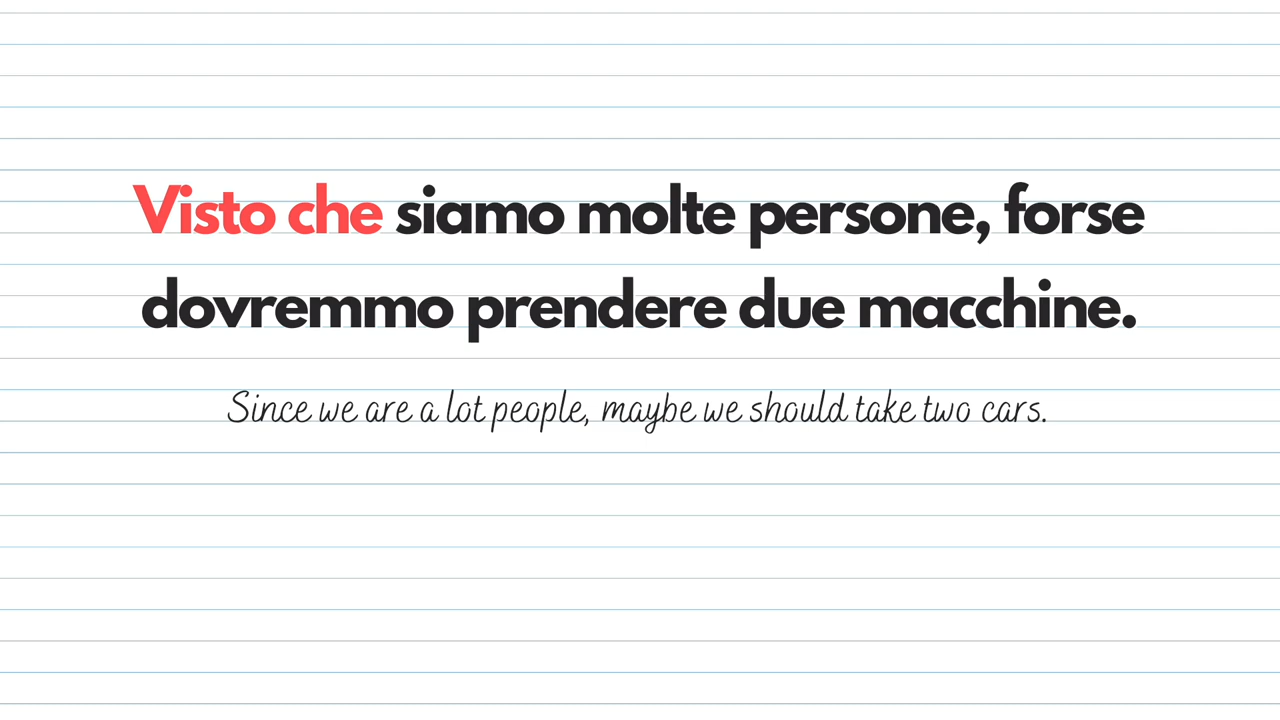 Visto che siamo molte persone, forse
dovremmo prendere due macchine.
Since we are a lot people, maybe we should take two cars.